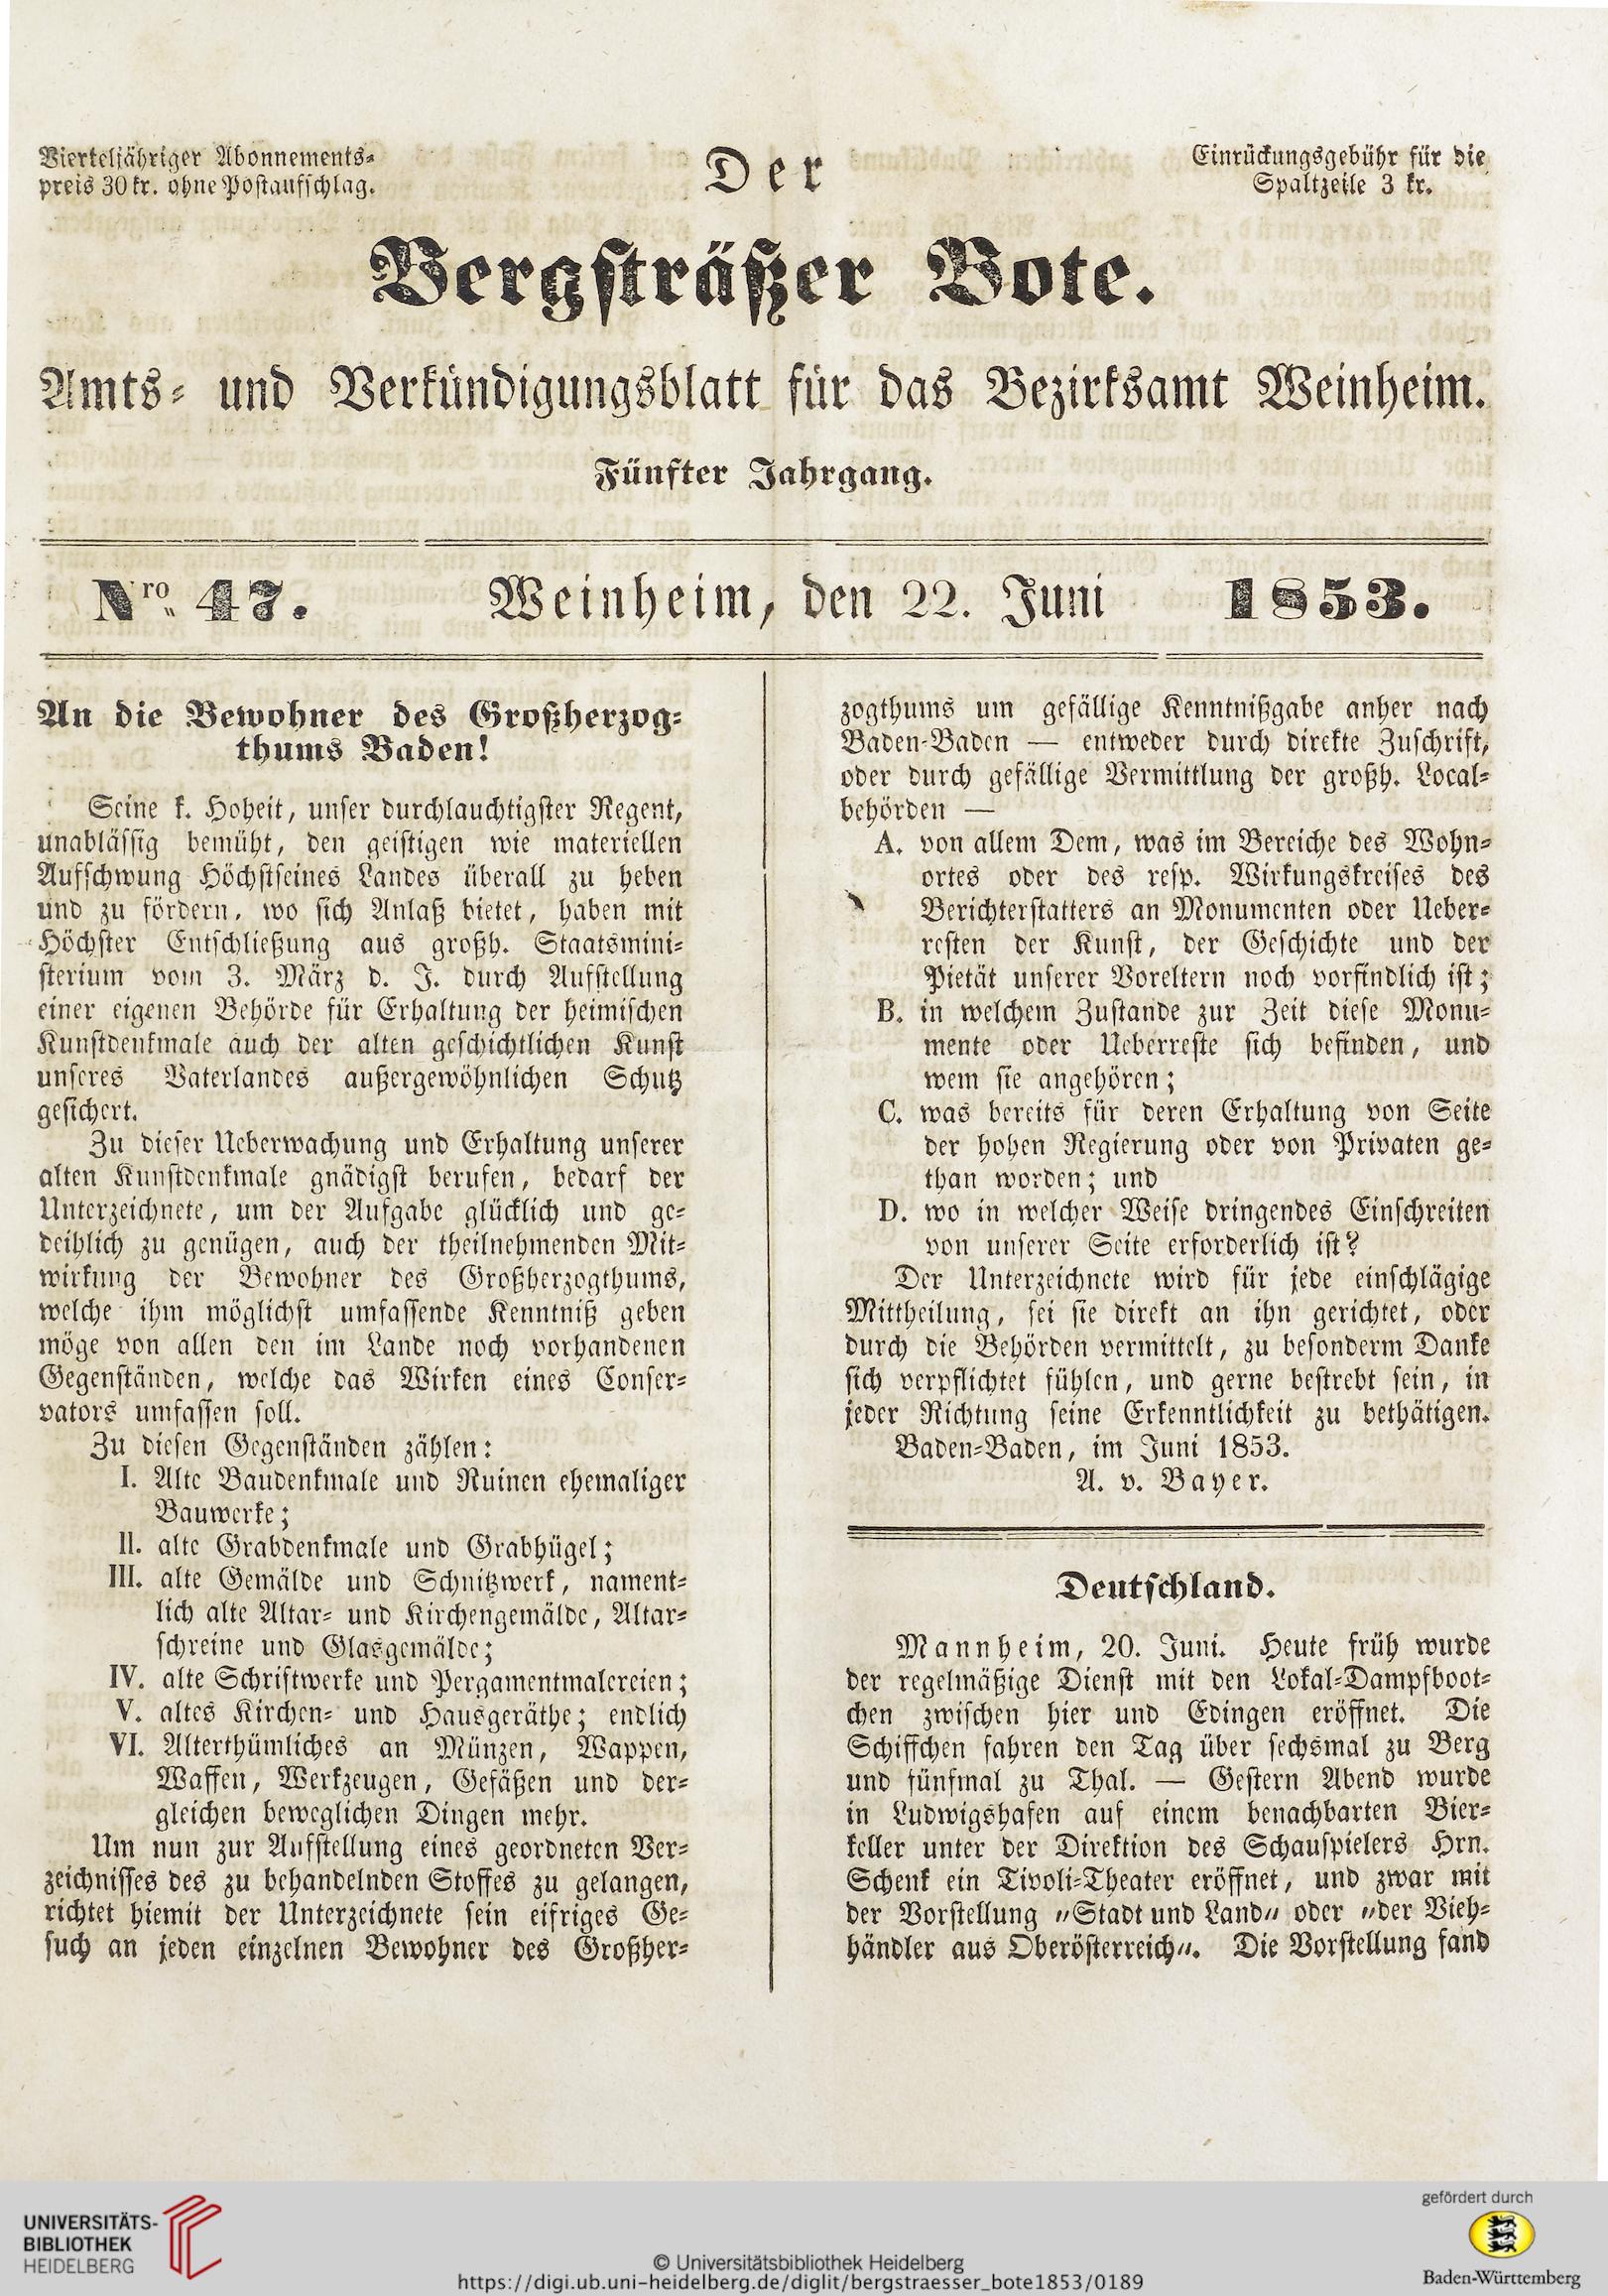 Vierteljähriger Abonnements-
preis 30 kr. ohne Postaufschlag.
Der
Einrückungsgebühr für die
Spaltzeile 3 kr.
Bergsträßer Bote.
Amts- und Verkündigungsblatt für das Bezirksamt Weinheim.
Fünfter Jahrgang.
Nro 47. Weinheim, den 22. Juni 1853.
An die Bewohner des Großherzog-
thums Baden!
Seine k. Hoheit, unser durchlauchtigster Regent,
unablässig bemüht, den geistigen wie materiellen
Aufschwung Höchstseines Landes überall zu heben
und zu fördern, wo sich Anlaß bietet, haben mit
Höchster Entschließung aus großh. Staatsmini-
sterium vom 3. März d. J. durch Aufstellung
einer eigenen Behörde für Erhaltung der heimischen
Kunstdenkmale auch der alten geschichtlichen Kunst
unseres Vaterlandes außergewöhnlichen Schutz
gesichert.
Zu dieser Ueberwachung und Erhaltung unserer
alten Kunstdenkmale gnädigst berufen, bedarf der
Unterzeichnete, um der Aufgabe glücklich und ge-
deihlich zu genügen, auch der theilnehmenden Mit-
wirkung der Bewohner des Großherzogthums,
welche ihm möglichst umfassende Kenntniß geben
möge von allen den im Lande noch vorhandenen
Gegenständen, welche das Wirken eines Conser-
vators umfassen soll.
Zu diesen Gegenständen zählen:
I. Alte Baudenkmale und Ruinen ehemaliger
Bauwerke;
II. alte Grabdenkmale und Grabhügel;
III. alte Gemälde und Schnitzwerk, nament-
lich alte Altar- und Kirchengemälde, Altar-
schreine und Glasgemälde;
IV. alte Schriftwerke und Pergamentmalereien;
V. altes Kirchen- und Hausgeräthe; endlich
VI. Alterthümliches an Münzen, Wappen,
Waffen, Werkzeugen, Gefäßen und der-
gleichen beweglichen Dingen mehr.
Um nun zur Aufstellung eines geordneten Ver-
zeichnisses des zu behandelnden Stoffes zu gelangen,
richtet hiemit der Unterzeichnete sein eifriges Ge-
such an jeden einzelnen Bewohner des Großher-
zogthums um gefällige Kenntnißgabe anher nach
Baden-Baden — entweder durch direkte Zuschrift,
oder durch gefällige Vermittlung der großh. Local-
behörden —
A. von allem Dem, was im Bereiche des Wohn-
ortes oder des resp. Wirkungskreises des
Berichterstatters an Monumenten oder Ueber-
resten der Kunst, der Geschichte und der
Pietät unserer Voreltern noch vorfindlich ist;
B. in welchem Zustande zur Zeit diese Monu-
mente oder Ueberreste sich befinden, und
wem sie angehören;
C. was bereits für deren Erhaltung von Seite
der hohen Regierung oder von Privaten ge-
than worden; und
D. wo in welcher Weise dringendes Einschreiten
von unserer Seite erforderlich ist?
Der Unterzeichnete wird für jede einschlägige
Mittheilung, sei sie direkt an ihn gerichtet, oder
durch die Behörden vermittelt, zu besonderm Danke
sich verpflichtet fühlen, und gerne bestrebt sein, in
jeder Richtung seine Erkenntlichkeit zu bethätigen.
Baden-Baden, im Juni 1853.
A. v. Bayer.
Deutschland.
Mannheim, 20. Juni. Heute früh wurde
der regelmäßige Dienst mit den Lokal-Dampfboot-
chen zwischen hier und Edingen eröffnet. Die
Schiffchen fahren den Tag über sechsmal zu Berg
und fünfmal zu Thal. — Gestern Abend wurde
in Ludwigshafen auf einem benachbarten Bier-
keller unter der Direktion des Schauspielers Hrn.
Schenk ein Tivoli-Theater eröffnet, und zwar mit
der Vorstellung „Stadt und Land„ oder „der Vieh-
händler aus Oberösterreich„. Die Vorstellung fand
UNIVERSITÄTS-
BIBLIOTHEK
HEIDELBERG
© Universitätsbibliothek Heidelberg
https://digi.ub.uni-heidelberg.de/diglit/bergstraesser_bote1853/0189
gefördert durch
Baden-Württemberg